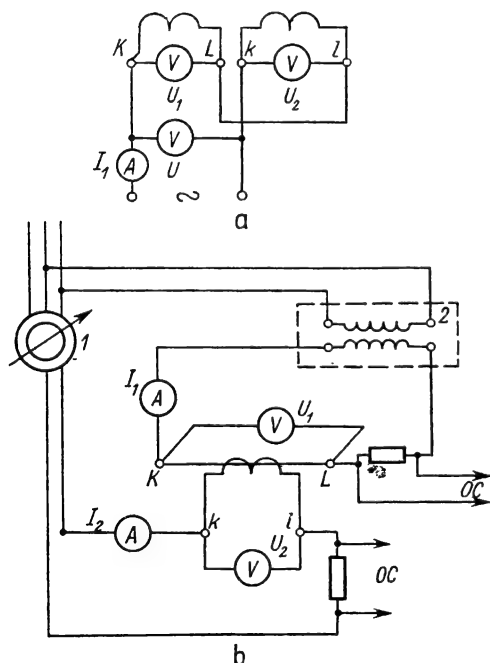 K V L k V l
U₁ U₂
V
I₁ A U
~
a
1 2
I₁ A U₁
V
K L
OC
I₂ A k i
U₂
V OC
b